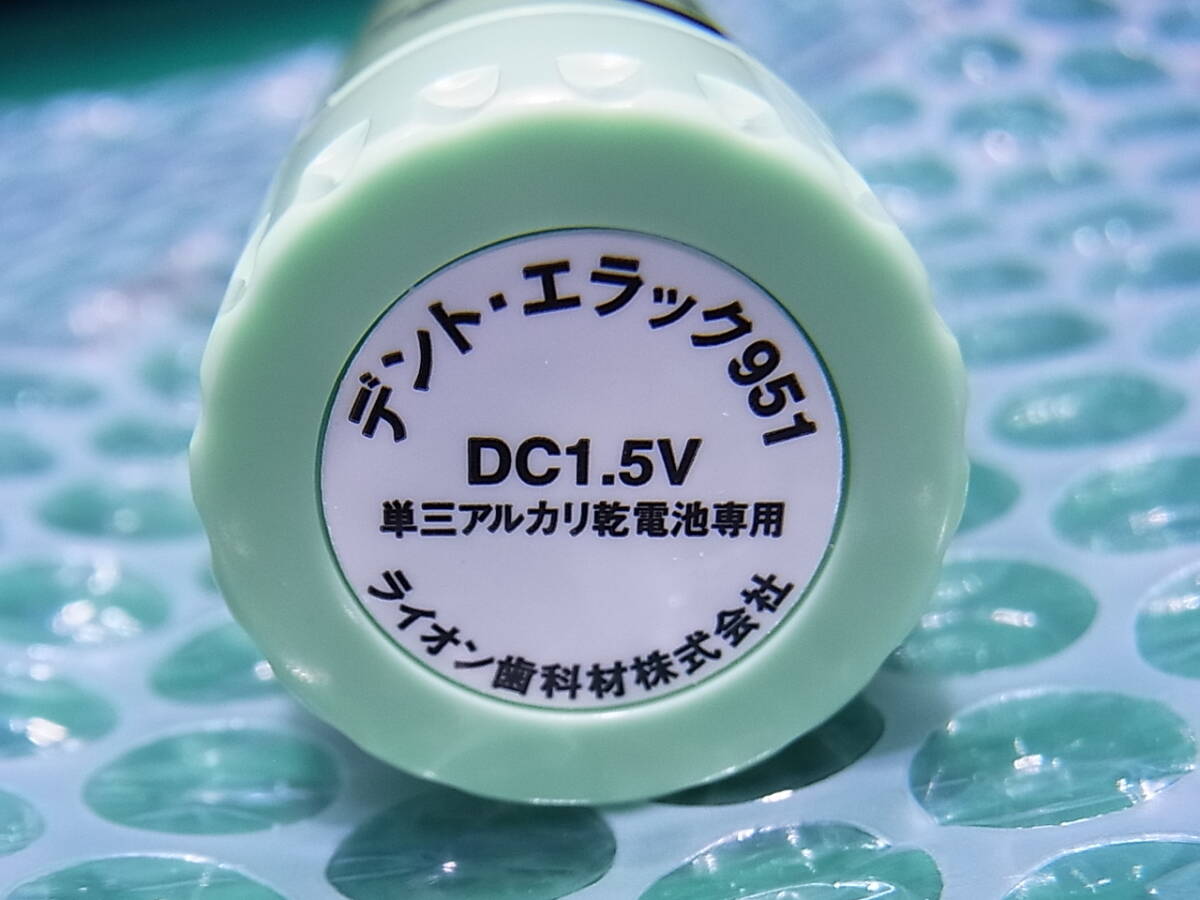 デント・エラック951
DC1.5V
単三アルカリ乾電池専用
ライオン歯科材株式会社